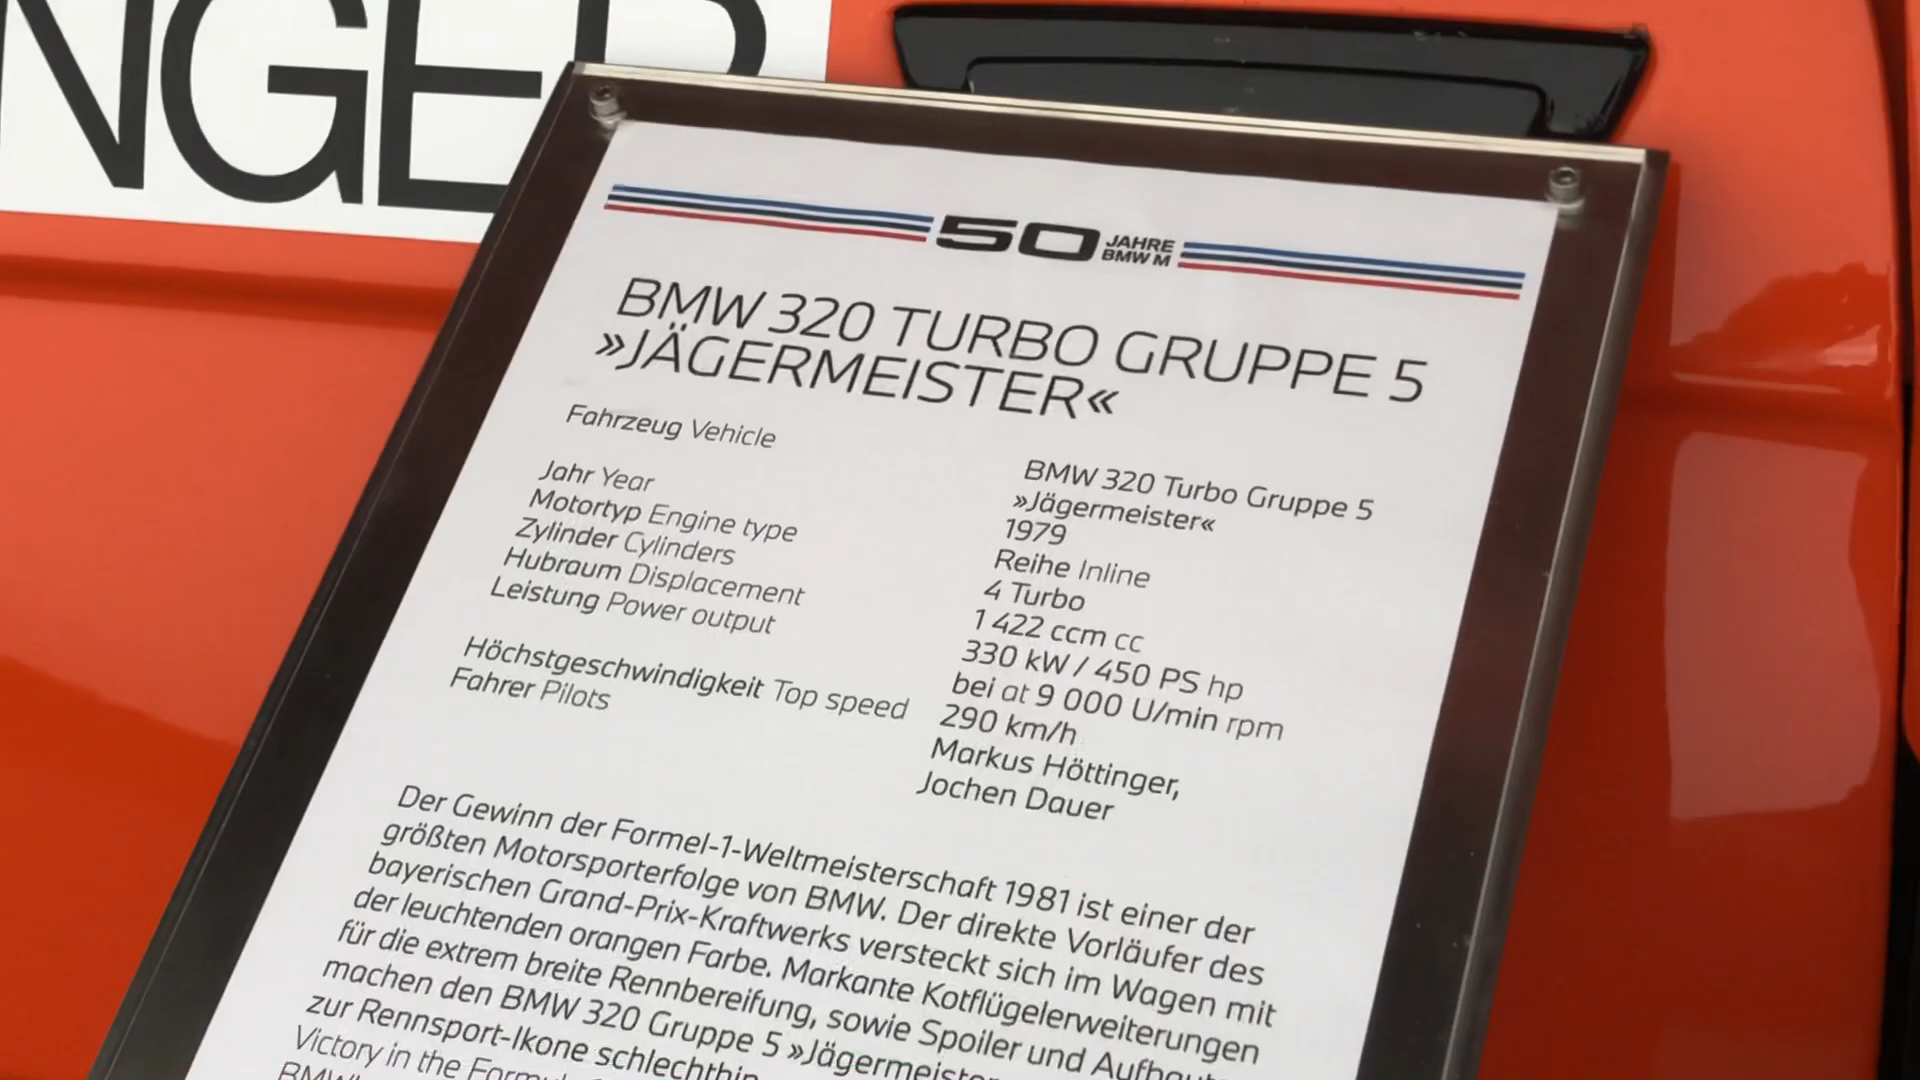 NGER
50 JAHRE
BMW M
BMW 320 TURBO GRUPPE 5
»JÄGERMEISTER«
Fahrzeug Vehicle
BMW 320 Turbo Gruppe 5
»Jägermeister«
Jahr Year
1979
Motortyp Engine type
Reihe Inline
Zylinder Cylinders
4 Turbo
Hubraum Displacement
1 422 ccm cc
Leistung Power output
330 kW / 450 PS hp
bei at 9 000 U/min rpm
Höchstgeschwindigkeit Top speed
290 km/h
Fahrer Pilots
Markus Höttinger,
Jochen Dauer
Der Gewinn der Formel-1-Weltmeisterschaft 1981 ist einer der
größten Motorsporterfolge von BMW. Der direkte Vorläufer des
bayerischen Grand-Prix-Kraftwerks versteckt sich im Wagen mit
der leuchtenden orangen Farbe. Markante Kotflügelerweiterungen
für die extrem breite Rennbereifung, sowie Spoiler und
machen den BMW 320 Gruppe 5 »Jägermeister
zur Rennsport-Ikone schlechthin
Victory in the